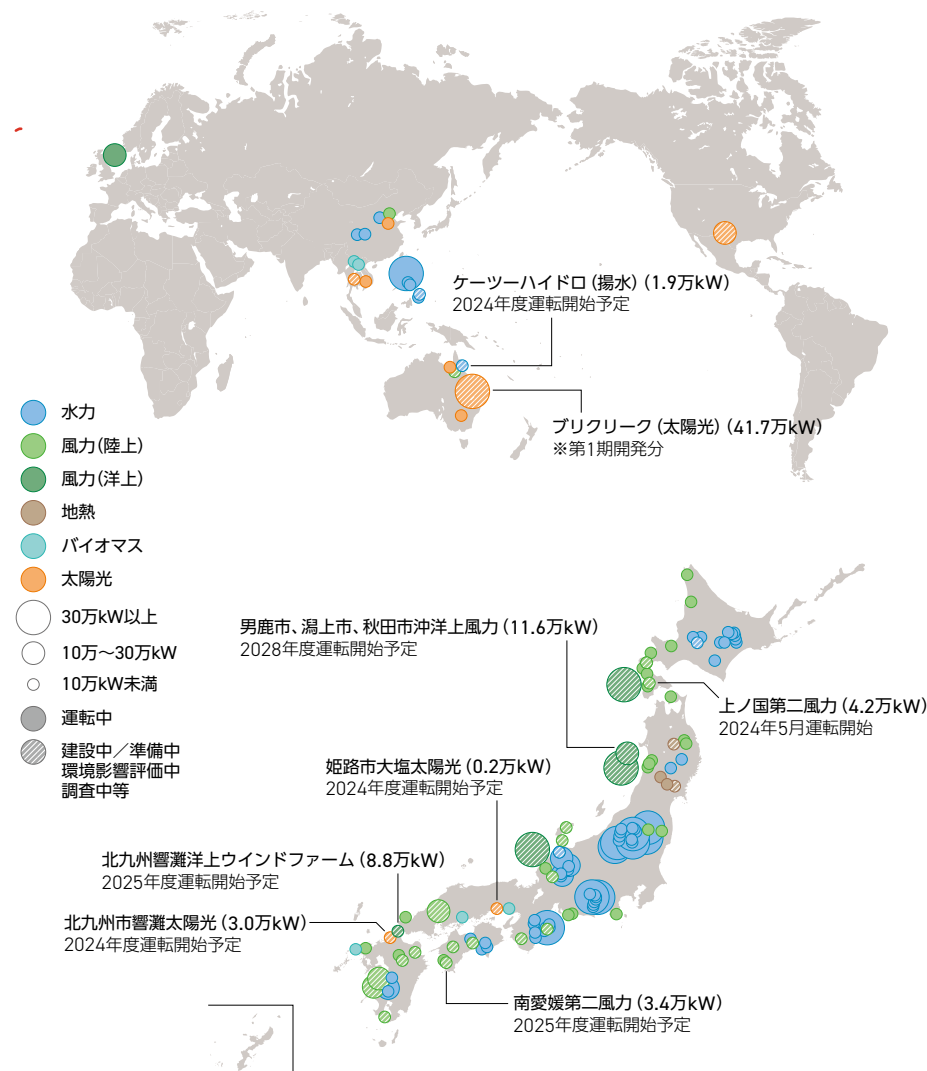 ケーツーハイドロ（揚水）（1.9万kW）
2024年度運転開始予定
ブリクリーク（太陽光）（41.7万kW）
※第1期開発分
水力
風力（陸上）
風力（洋上）
地熱
バイオマス
太陽光
30万kW以上
10万～30万kW
10万kW未満
運転中
建設中／準備中
環境影響評価中
調査中等
男鹿市、潟上市、秋田市沖洋上風力（11.6万kW）
2028年度運転開始予定
上ノ国第二風力（4.2万kW）
2024年5月運転開始
姫路市大塩太陽光（0.2万kW）
2024年度運転開始予定
北九州響灘洋上ウインドファーム（8.8万kW）
2025年度運転開始予定
北九州市響灘太陽光（3.0万kW）
2024年度運転開始予定
南愛媛第二風力（3.4万kW）
2025年度運転開始予定